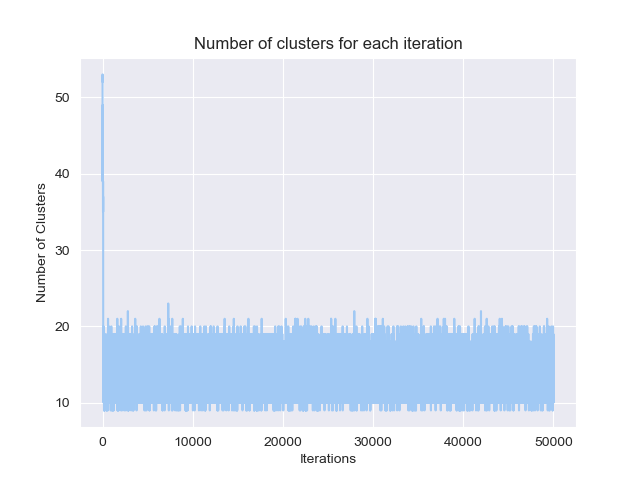 Number of clusters for each iteration
Number of Clusters
50
40
30
20
10
0 10000 20000 30000 40000 50000
Iterations